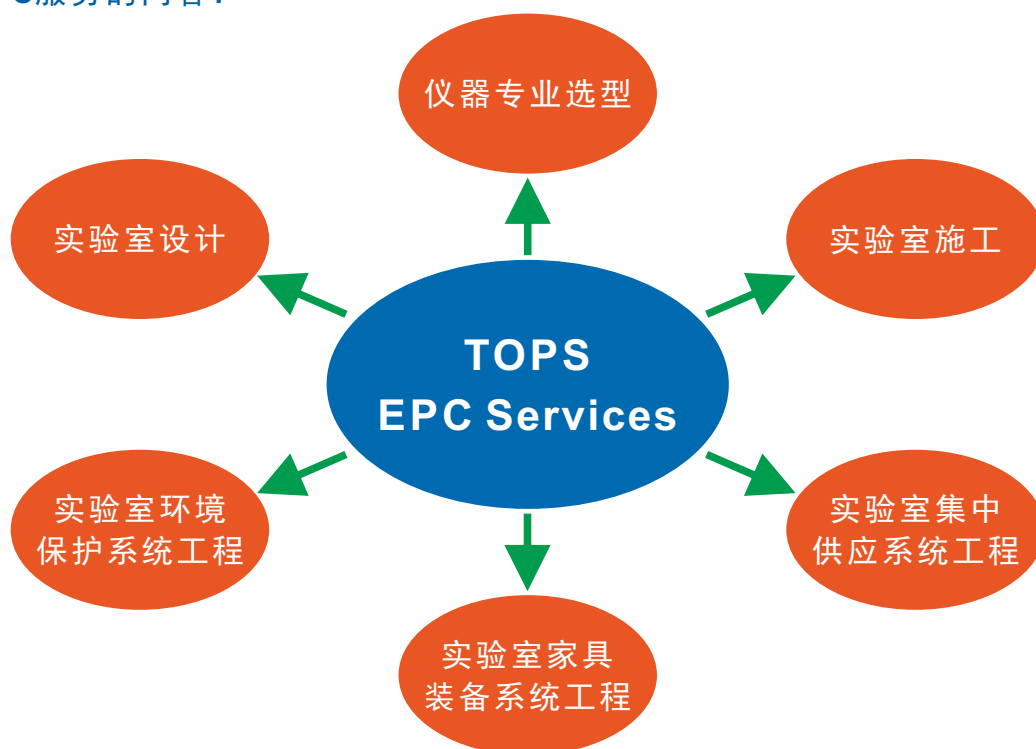 仪器专业选型
实验室设计
实验室施工
TOPS
EPC Services
实验室环境
保护系统工程
实验室集中
供应系统工程
实验室家具
装备系统工程